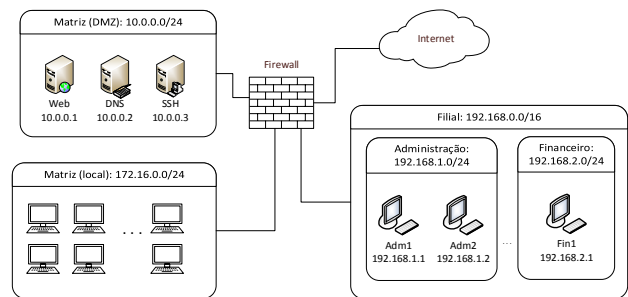 Matriz (DMZ): 10.0.0.0/24
Web
10.0.0.1
DNS
10.0.0.2
SSH
10.0.0.3
Firewall
Internet
Matriz (local): 172.16.0.0/24
. . .
Filial: 192.168.0.0/16
Administração:
192.168.1.0/24
Adm1
192.168.1.1
Adm2
192.168.1.2
...
Financeiro:
192.168.2.0/24
Fin1
192.168.2.1